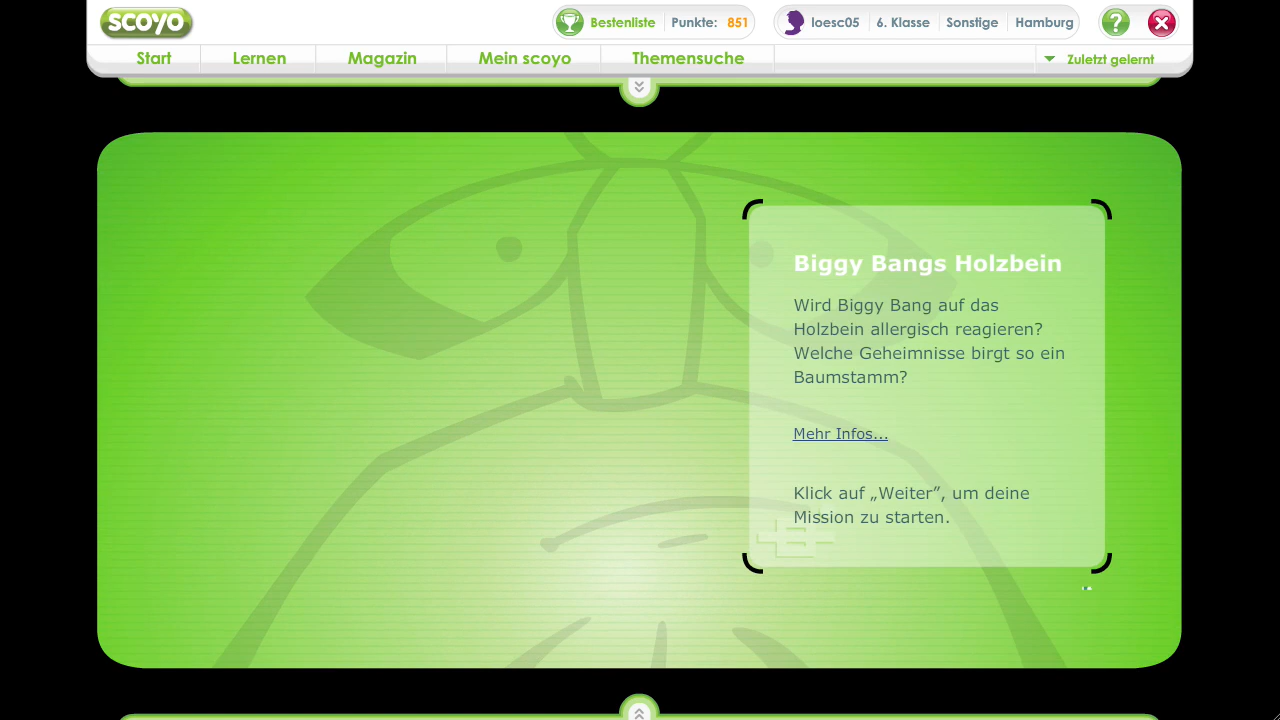 scoyo
Bestenliste Punkte: 851
loesc05 6. Klasse Sonstige Hamburg
?
Start Lernen Magazin Mein scoyo Themensuche
Zuletzt gelernt
Biggy Bangs Holzbein
Wird Biggy Bang auf das
Holzbein allergisch reagieren?
Welche Geheimnisse birgt so ein
Baumstamm?
Mehr Infos...
Klick auf „Weiter”, um deine
Mission zu starten.